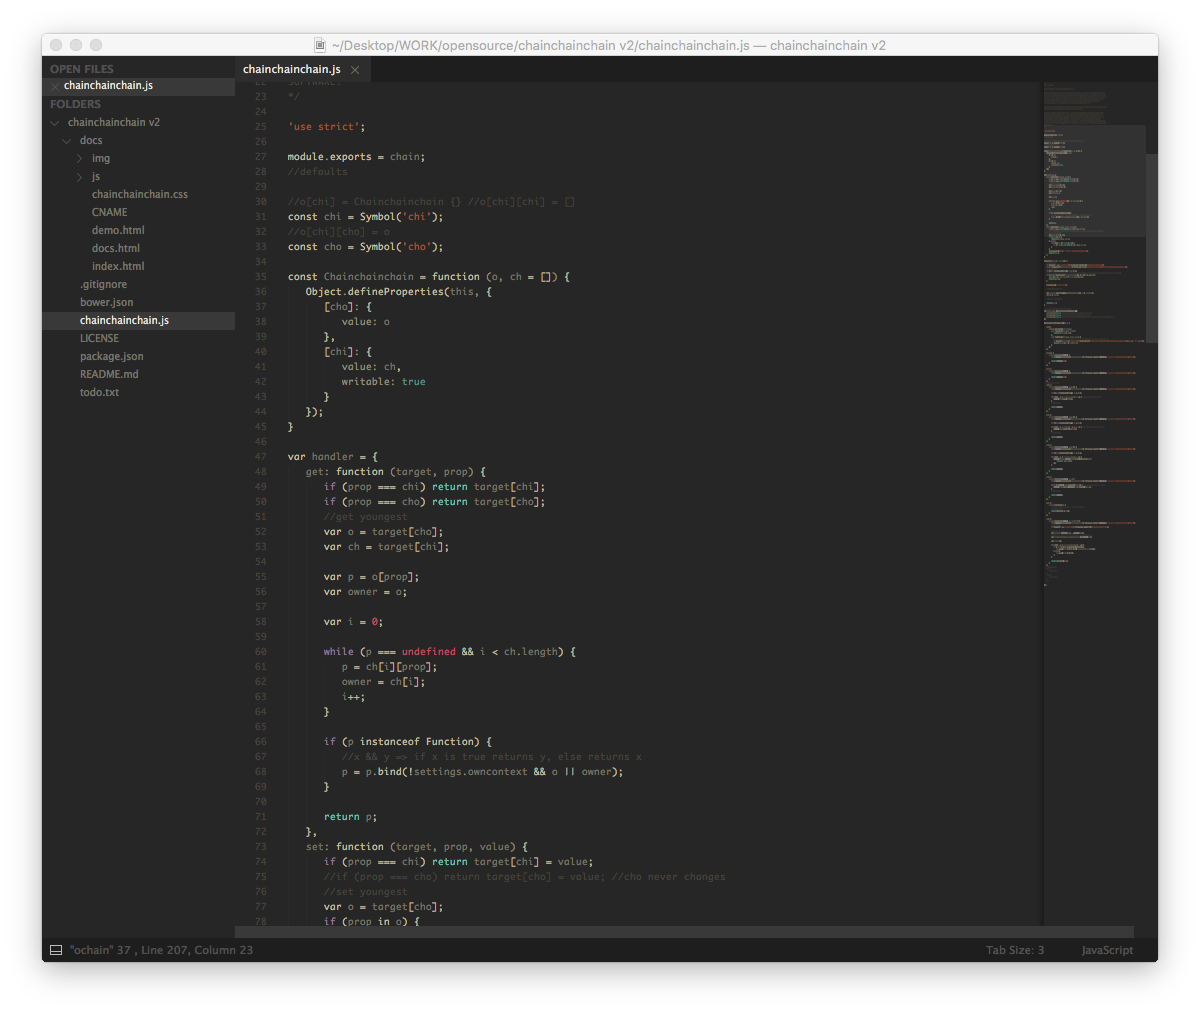 ~/Desktop/WORK/opensource/chainchainchain v2/chainchainchain.js — chainchainchain v2
OPEN FILES
chainchainchain.js
FOLDERS
chainchainchain v2
docs
img
js
chainchainchain.css
CNAME
demo.html
docs.html
index.html
.gitignore
bower.json
chainchainchain.js
LICENSE
package.json
README.md
todo.txt
chainchainchain.js
23 */
24
25 'use strict';
26
27 module.exports = chain;
28 //defaults
29
30 //o[chi] = Chainchainchain {} //o[chi][chi] = []
31 const chi = Symbol('chi');
32 //o[chi][cho] = o
33 const cho = Symbol('cho');
34
35 const Chainchainchain = function (o, ch = []) {
36 Object.defineProperties(this, {
37 [cho]: {
38 value: o
39 },
40 [chi]: {
41 value: ch,
42 writable: true
43 }
44 });
45 }
46
47 var handler = {
48 get: function (target, prop) {
49 if (prop === chi) return target[chi];
50 if (prop === cho) return target[cho];
51 //get youngest
52 var o = target[cho];
53 var ch = target[chi];
54
55 var p = o[prop];
56 var owner = o;
57
58 var i = 0;
59
60 while (p === undefined && i < ch.length) {
61 p = ch[i][prop];
62 owner = ch[i];
63 i++;
64 }
65
66 if (p instanceof Function) {
67 //x && y => if x is true returns y, else returns x
68 p = p.bind(!settings.owncontext && o || owner);
69 }
70
71 return p;
72 },
73 set: function (target, prop, value) {
74 if (prop === chi) return target[chi] = value;
75 //if (prop === cho) return target[cho] = value; //cho never changes
76 //set youngest
77 var o = target[cho];
78 if (prop in o) {
"ochain" 37 , Line 207, Column 23
Tab Size: 3
JavaScript